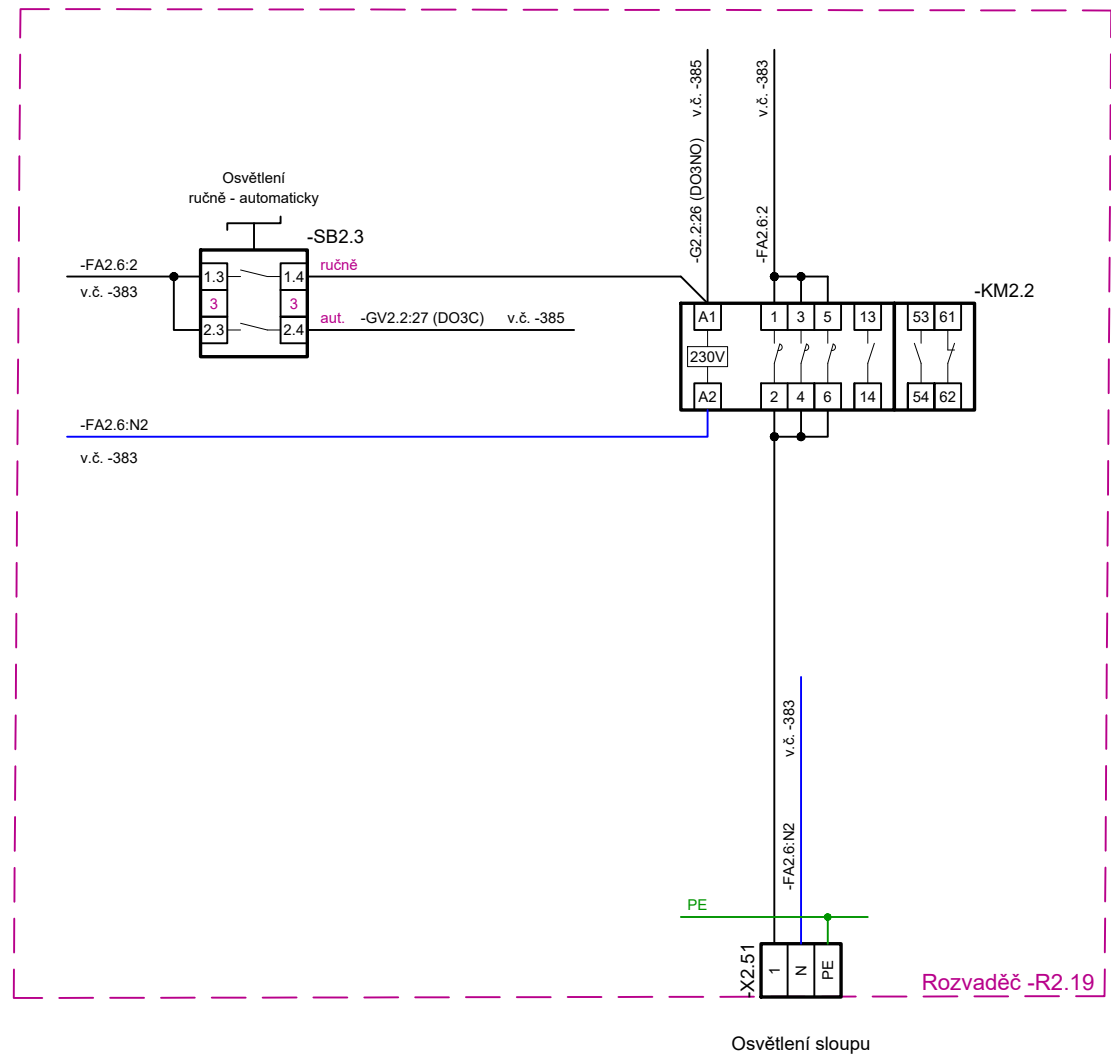 v.č. -385
-G2.2:26 (DO3NO)
v.č. -383
-FA2.6:2
Osvětlení
ručně - automaticky
-SB2.3
-FA2.6:2
v.č. -383
1.3
1.4
ručně
3
3
2.3
2.4
aut.
-GV2.2:27 (DO3C)
v.č. -385
-KM2.2
A1
1
3
5
13
53
61
230V
A2
2
4
6
14
54
62
-FA2.6:N2
v.č. -383
v.č. -383
-FA2.6:N2
PE
-X2.51
1
N
PE
Rozvaděč -R2.19
Osvětlení sloupu